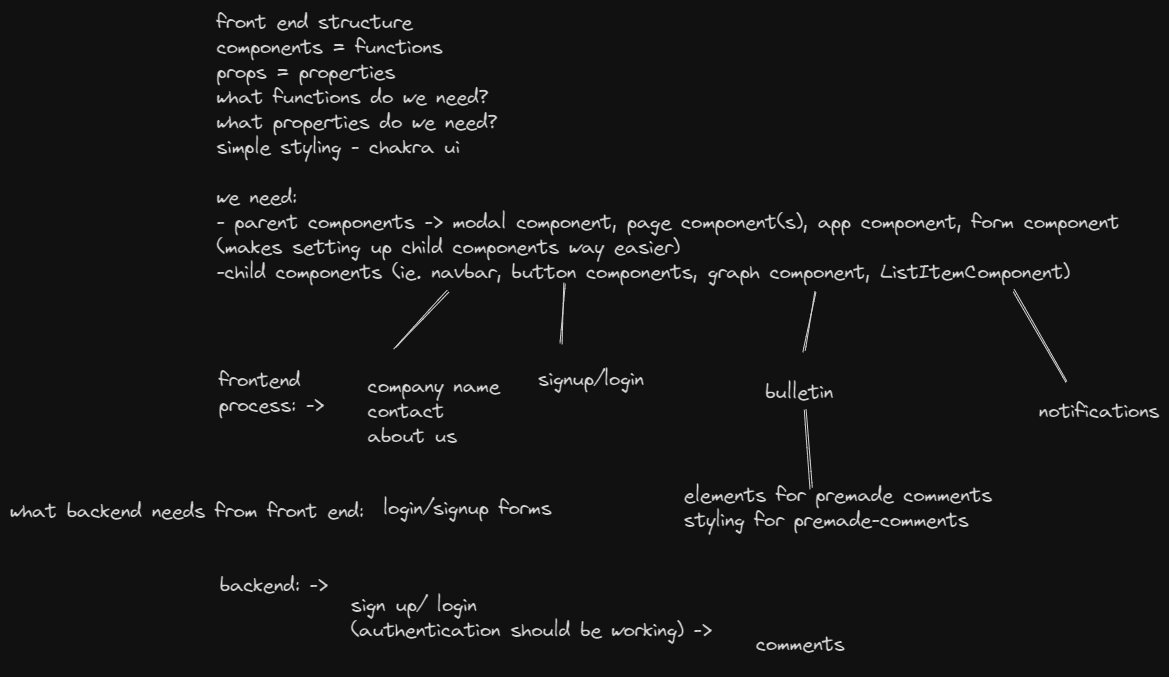 front end structure
components = functions
props = properties
what functions do we need?
what properties do we need?
simple styling - chakra ui
we need:
- parent components -> modal component, page component(s), app component, form component
(makes setting up child components way easier)
-child components (ie. navbar, button components, graph component, ListItemComponent)
frontend
process: ->
company name
contact
about us
signup/login
bulletin
notifications
elements for premade comments
styling for premade-comments
what backend needs from front end:
login/signup forms
backend: ->
sign up/ login
(authentication should be working) ->
comments